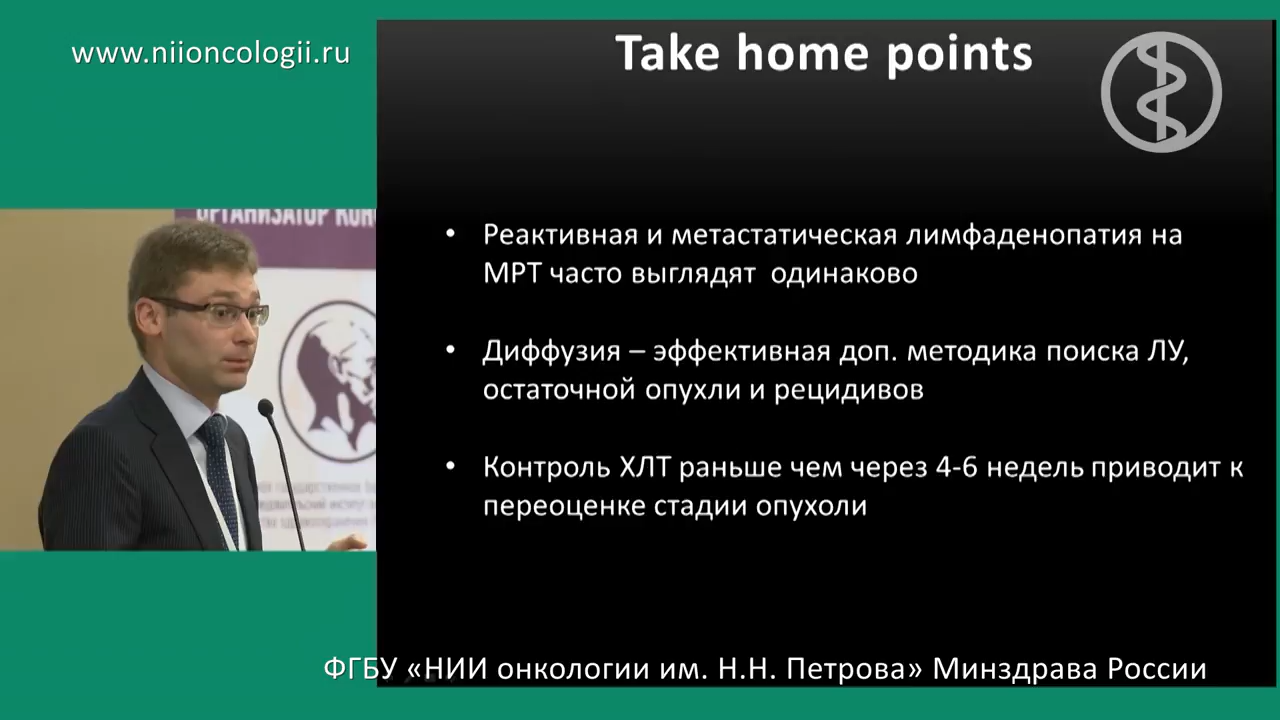 www.niioncologii.ru
Take home points
ОРГАНИЗАТОР КОН
• Реактивная и метастатическая лимфаденопатия на
МРТ часто выглядят одинаково
• Диффузия – эффективная доп. методика поиска ЛУ,
остаточной опухли и рецидивов
• Контроль ХЛТ раньше чем через 4-6 недель приводит к
переоценке стадии опухоли
ФГБУ «НИИ онкологии им. Н.Н. Петрова» Минздрава России